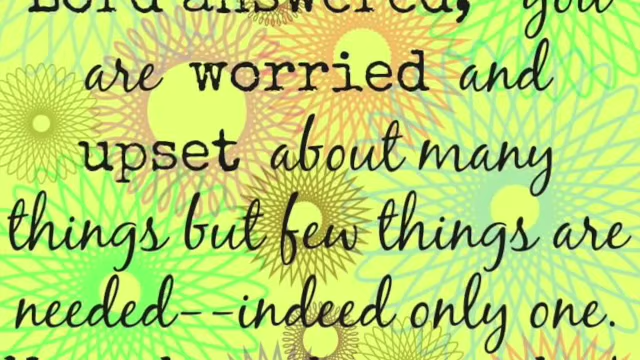 Lord answered, "you
are worried and
upset about many
things but few things are
needed--indeed only one.